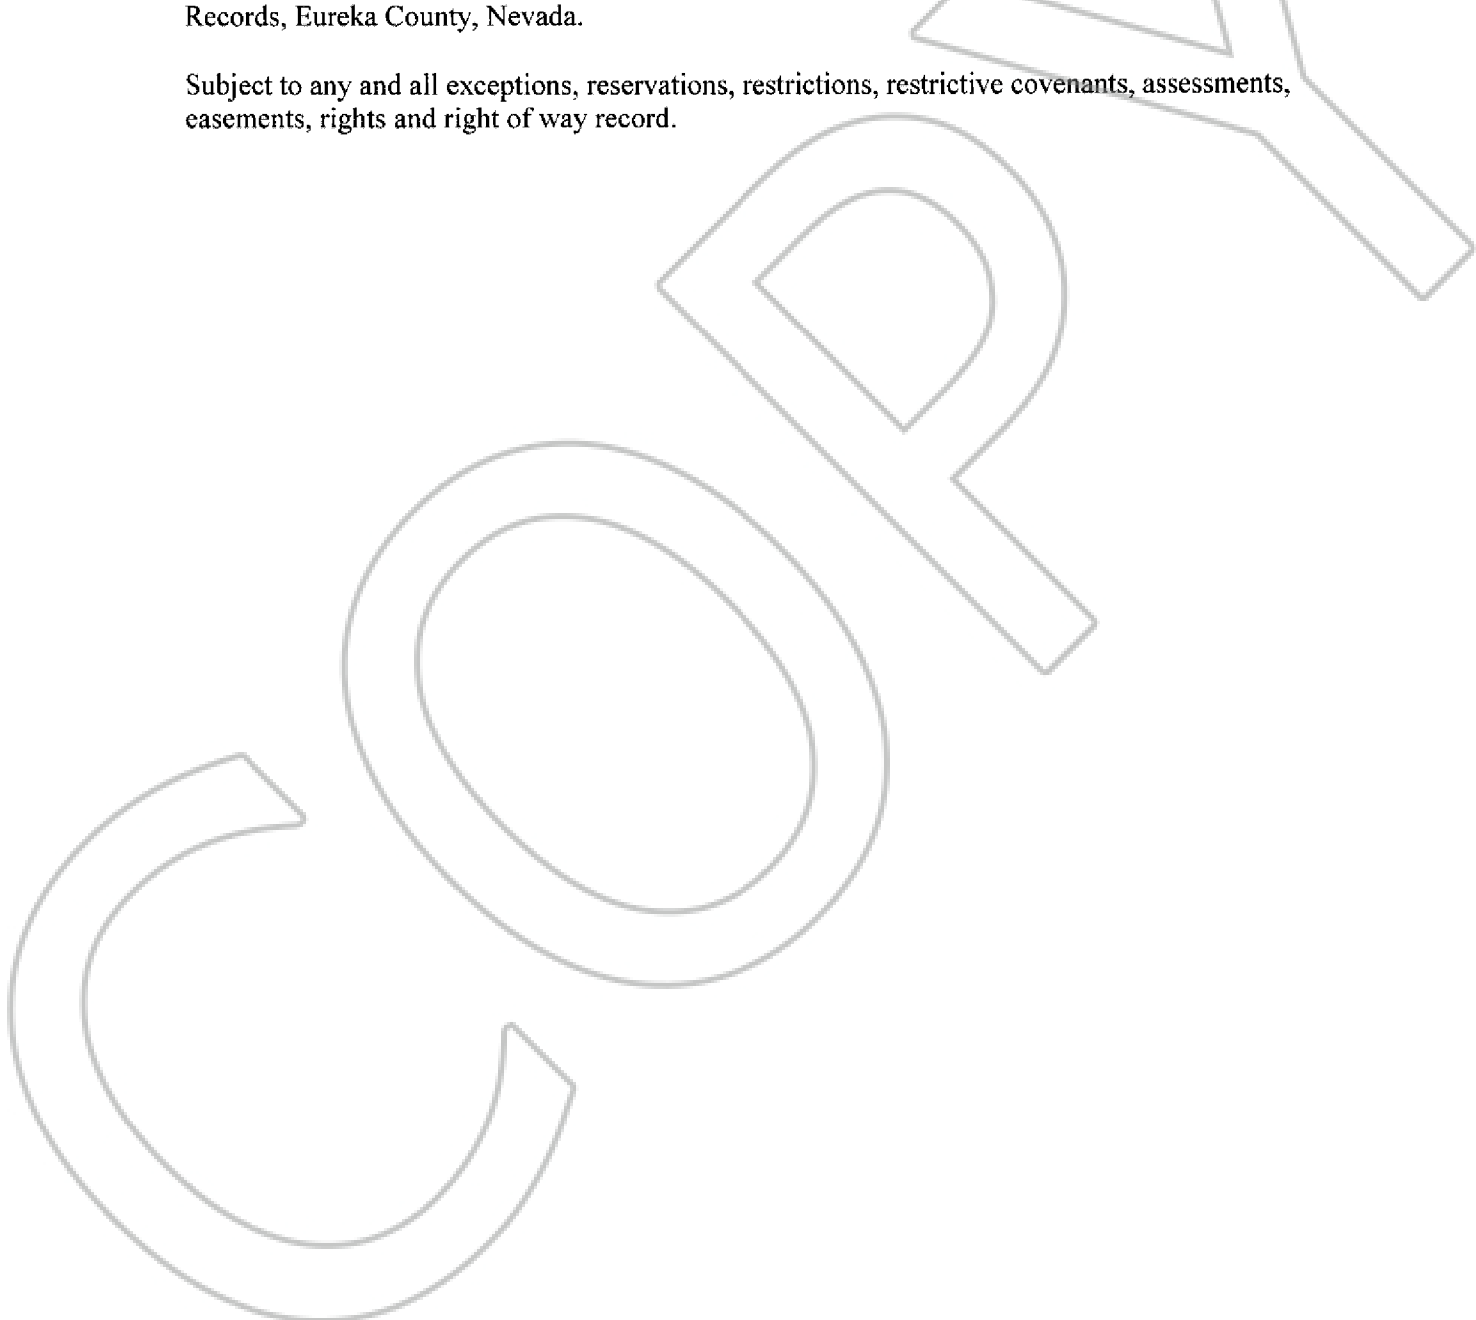 Records, Eureka County, Nevada.
Subject to any and all exceptions, reservations, restrictions, restrictive covenants, assessments,
easements, rights and right of way record.
COPY